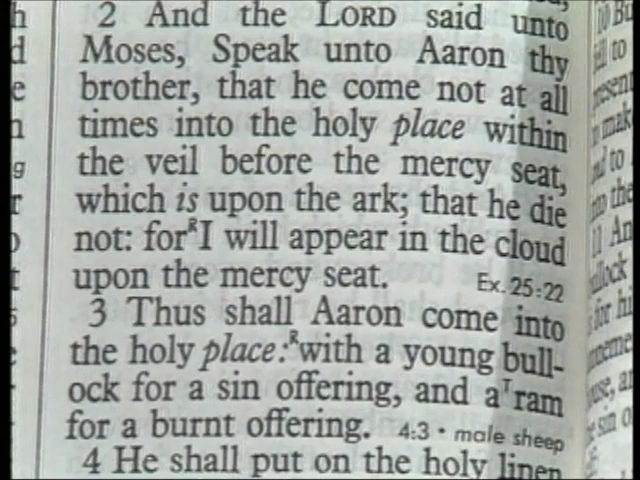 2 And the LORD said unto
Moses, Speak unto Aaron thy
brother, that he come not at all
times into the holy place within
the veil before the mercy seat,
which is upon the ark; that he die
not: forᴿI will appear in the cloud
upon the mercy seat. Ex. 25:22
3 Thus shall Aaron come into
the holy place:ᴿwith a young bull-
ock for a sin offering, and aᵀram
for a burnt offering. 4:3 · male sheep
4 He shall put on the holy linen